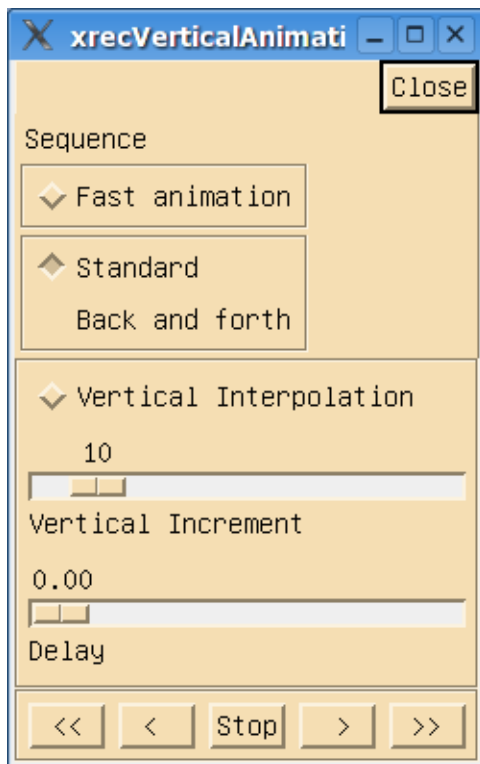 xrecVerticalAnimati
Close
Sequence
Fast animation
Standard
Back and forth
Vertical Interpolation
10
Vertical Increment
0.00
Delay
<< < Stop > >>